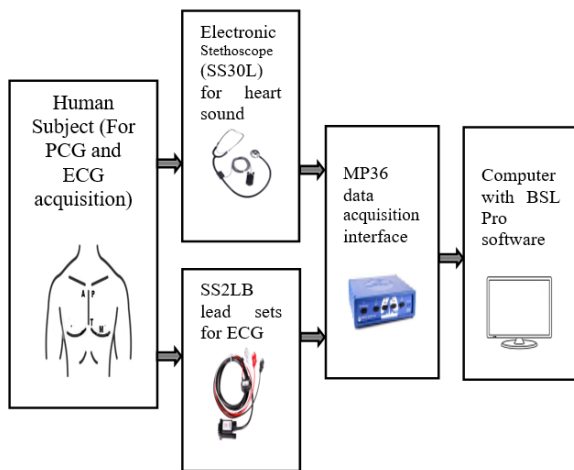 Human
Subject (For
PCG and
ECG
acquisition)
A P
T
M
Electronic
Stethoscope
(SS30L)
for heart
sound
SS2LB
lead sets
for ECG
MP36
data
acquisition
interface
Computer
with BSL
Pro
software